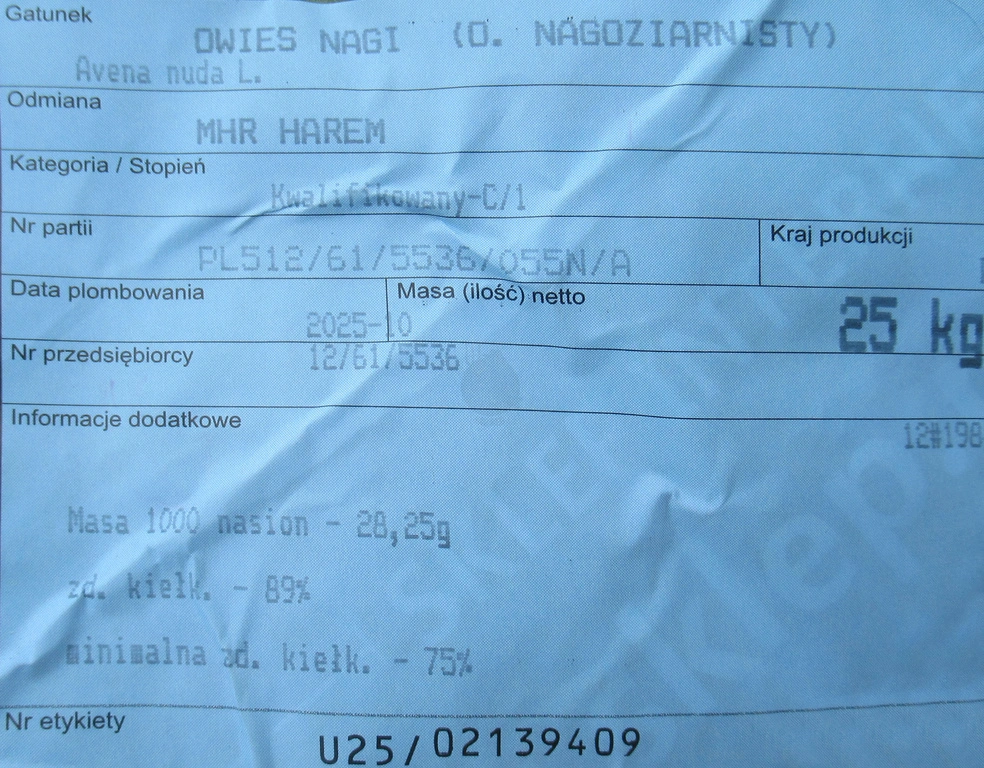 Gatunek
OWIES NAGI (O. NAGOZIARNISTY)
Avena nuda L.
Odmiana
MHR HAREM
Kategoria / Stopień
Kwalifikowany-C/1
Nr partii
Kraj produkcji
PL512/61/5536/055N/A
Data plombowania
Masa (ilość) netto
2025-10
25 kg
Nr przedsiębiorcy
12/61/5536
Informacje dodatkowe
12#198
Masa 1000 nasion - 28,25g
zd. kiełk. - 89%
minimalna zd. kiełk. - 75%
Nr etykiety
U25/02139409